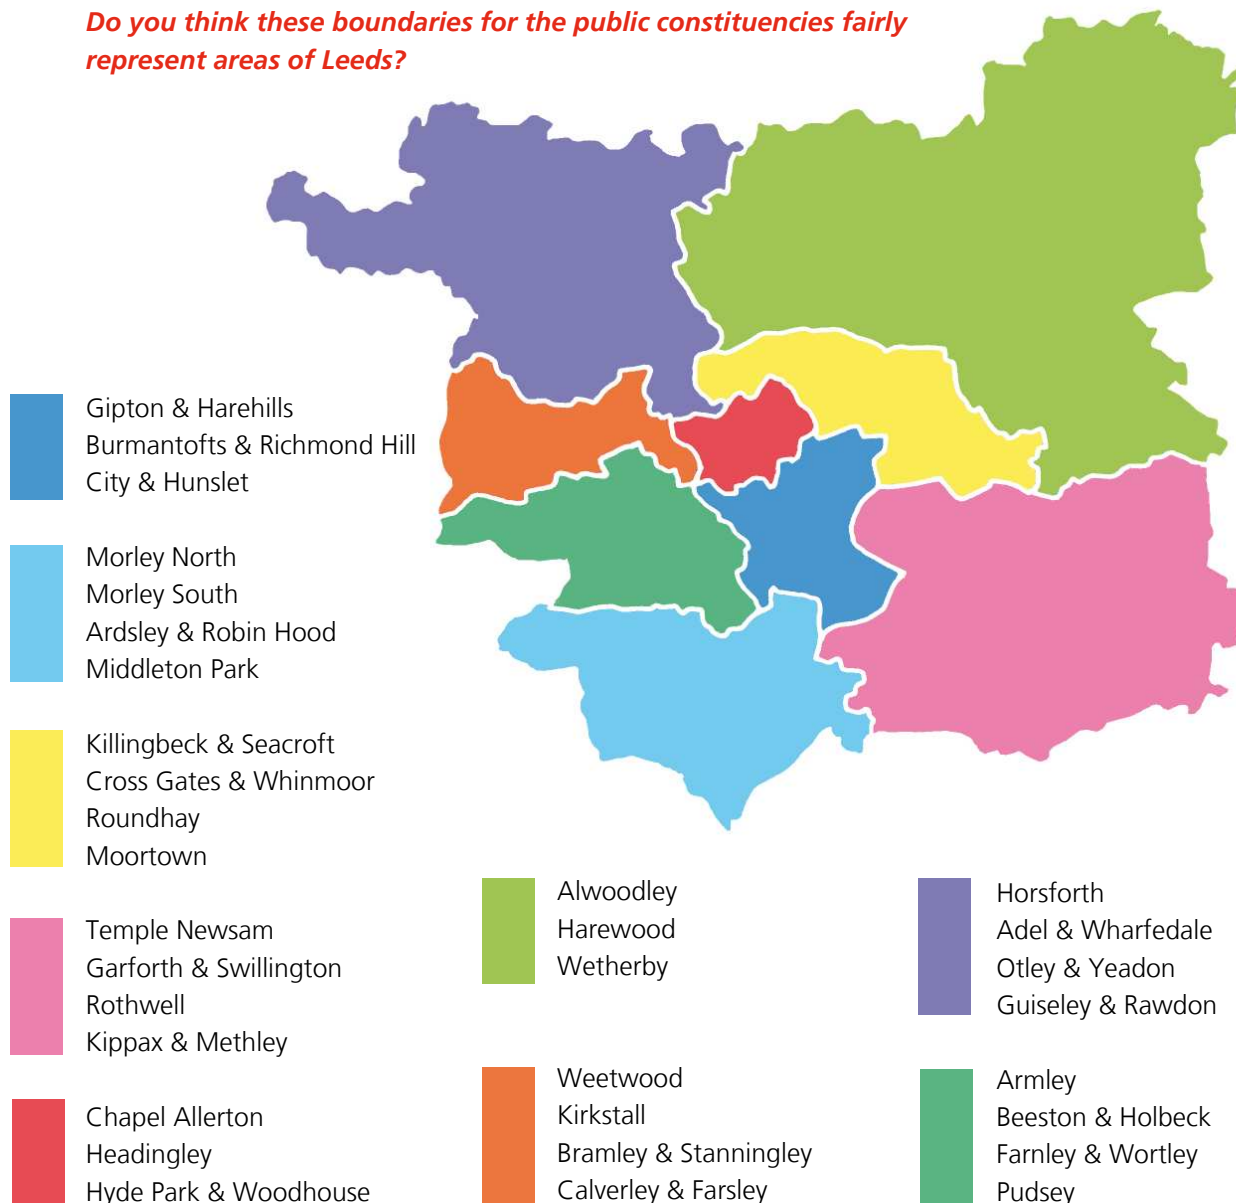 Do you think these boundaries for the public constituencies fairly
represent areas of Leeds?
Gipton & Harehills
Burmantofts & Richmond Hill
City & Hunslet
Morley North
Morley South
Ardsley & Robin Hood
Middleton Park
Killingbeck & Seacroft
Cross Gates & Whinmoor
Roundhay
Moortown
Temple Newsam
Garforth & Swillington
Rothwell
Kippax & Methley
Chapel Allerton
Headingley
Hyde Park & Woodhouse
Alwoodley
Harewood
Wetherby
Weetwood
Kirkstall
Bramley & Stanningley
Calverley & Farsley
Horsforth
Adel & Wharfedale
Otley & Yeadon
Guiseley & Rawdon
Armley
Beeston & Holbeck
Farnley & Wortley
Pudsey